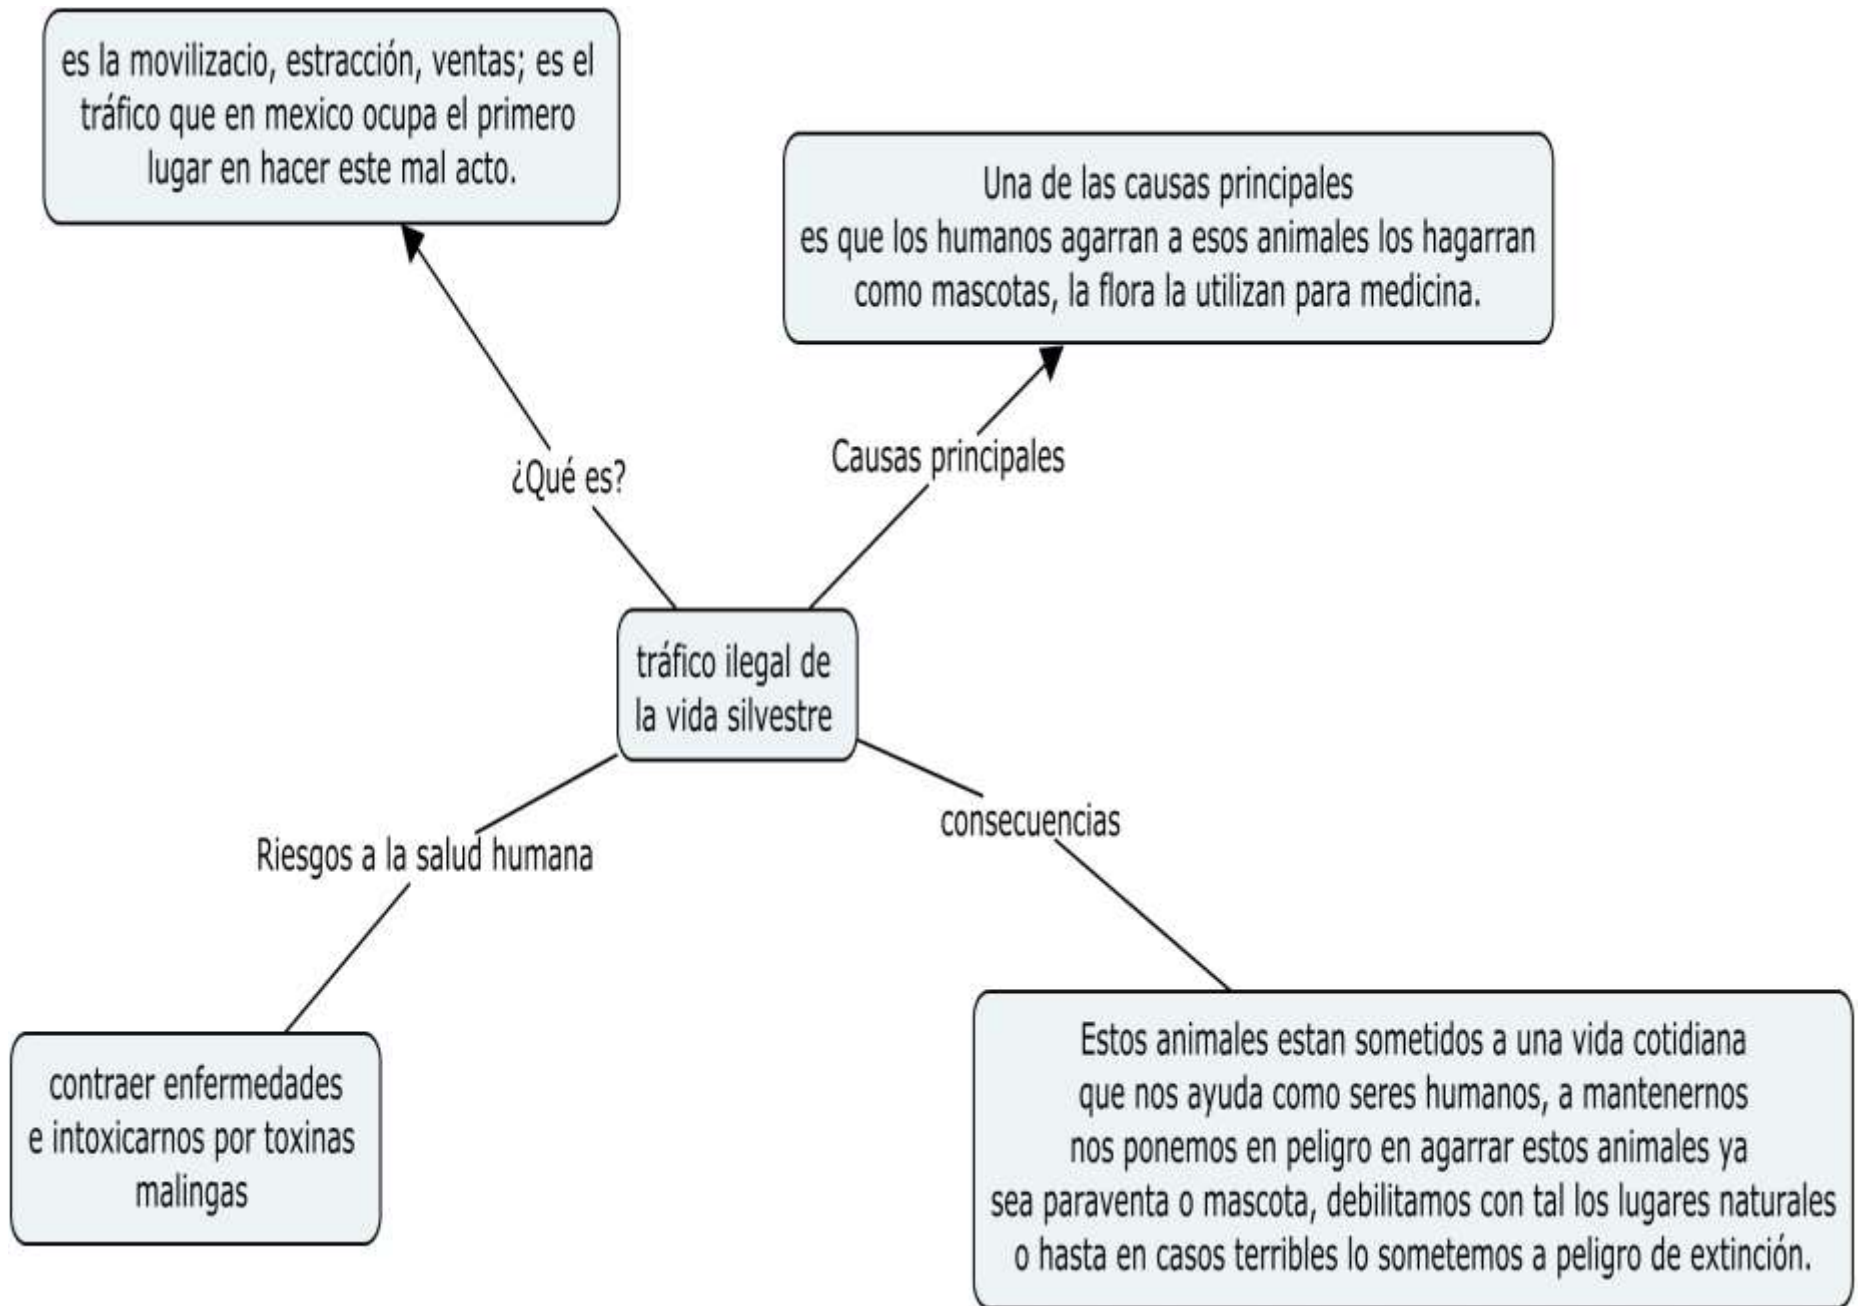 es la movilizacio, estracción, ventas; es el
tráfico que en mexico ocupa el primero
lugar en hacer este mal acto.
Una de las causas principales
es que los humanos agarran a esos animales los hagarran
como mascotas, la flora la utilizan para medicina.
¿Qué es?
Causas principales
tráfico ilegal de
la vida silvestre
Riesgos a la salud humana
consecuencias
contraer enfermedades
e intoxicarnos por toxinas
malingas
Estos animales estan sometidos a una vida cotidiana
que nos ayuda como seres humanos, a mantenernos
nos ponemos en peligro en agarrar estos animales ya
sea paraventa o mascota, debilitamos con tal los lugares naturales
o hasta en casos terribles lo sometemos a peligro de extinción.